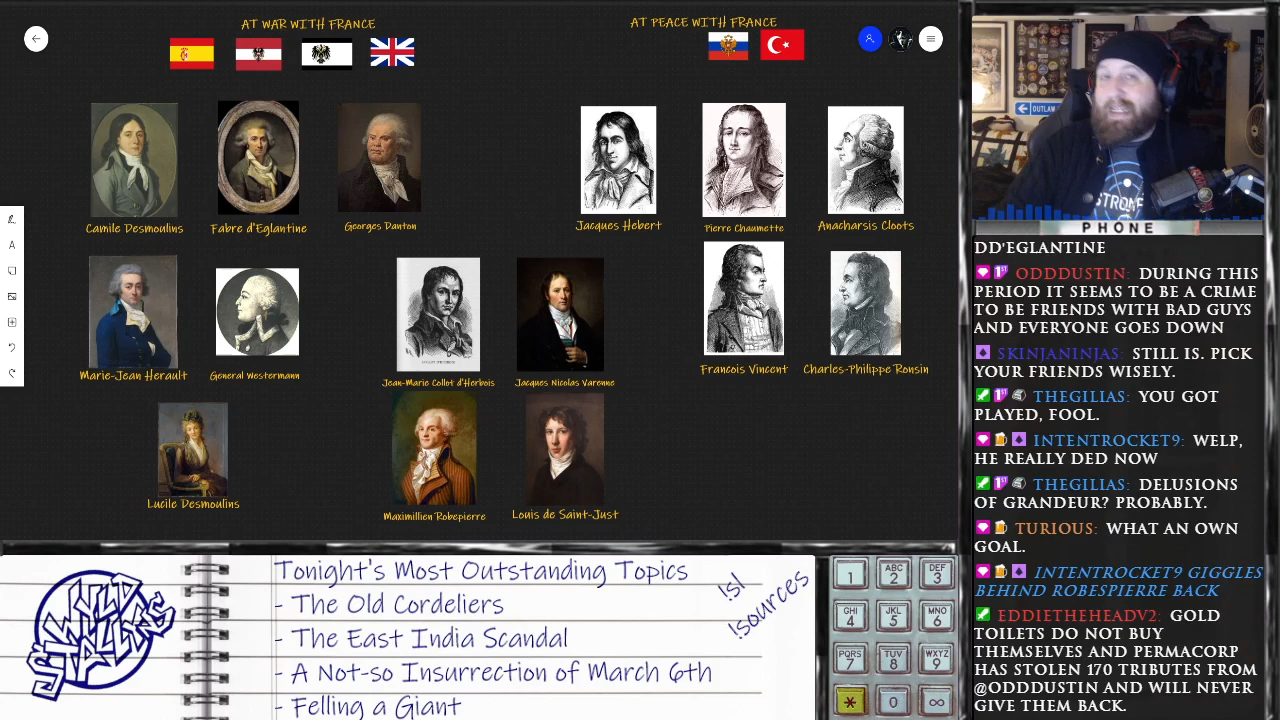 AT WAR WITH FRANCE
AT PEACE WITH FRANCE
Camile Desmoulins
Fabre d'Eglantine
Georges Danton
Jacques Hebert
Pierre Chaumette
Anacharsis Cloots
Marie-Jean Herault
General Westermann
Jean-Marie Collot d'Herbois
Jacques Nicolas Varenne
Francois Vincent
Charles-Philippe Ronsin
Lucile Desmoulins
Maximillien Robepierre
Louis de Saint-Just
A
OUTLAW
STRONG
PHONE
DD'EGLANTINE
ODDDUSTIN: DURING THIS
PERIOD IT SEEMS TO BE A CRIME
TO BE FRIENDS WITH BAD GUYS
AND EVERYONE GOES DOWN
SKINJANINJAS: STILL IS. PICK
YOUR FRIENDS WISELY.
THEGILIAS: YOU GOT
PLAYED, FOOL.
INTENTROCKET9: WELP,
HE REALLY DED NOW
THEGILIAS: DELUSIONS
OF GRANDEUR? PROBABLY.
TURIOUS: WHAT AN OWN
GOAL.
INTENTROCKET9 GIGGLES
BEHIND ROBESPIERRE BACK
EDDIETHEHEADV2: GOLD
TOILETS DO NOT BUY
THEMSELVES AND PERMACORP
HAS STOLEN 170 TRIBUTES FROM
@ODDDUSTIN AND WILL NEVER
GIVE THEM BACK.
WYLD
STALLNS
Tonight's Most Outstanding Topics
- The Old Cordeliers
- The East India Scandal
- A Not-so Insurrection of March 6th
- Felling a Giant
!sl
!sources
1 ABC 2 DEF 3
GHI 4 JKL 5 MNO 6
PQRS 7 TUV 8 WXYZ 9
* 0 ∞